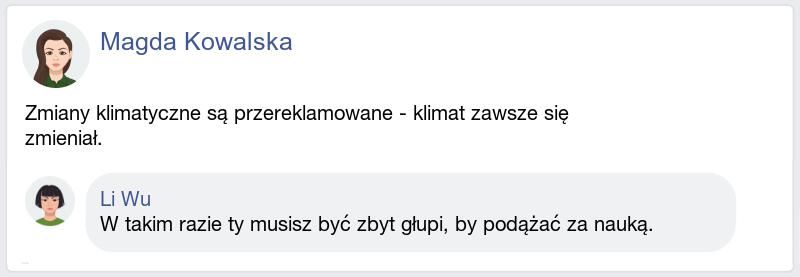 Magda Kowalska
Zmiany klimatyczne są przereklamowane - klimat zawsze się
zmieniał.
Li Wu
W takim razie ty musisz być zbyt głupi, by podążać za nauką.